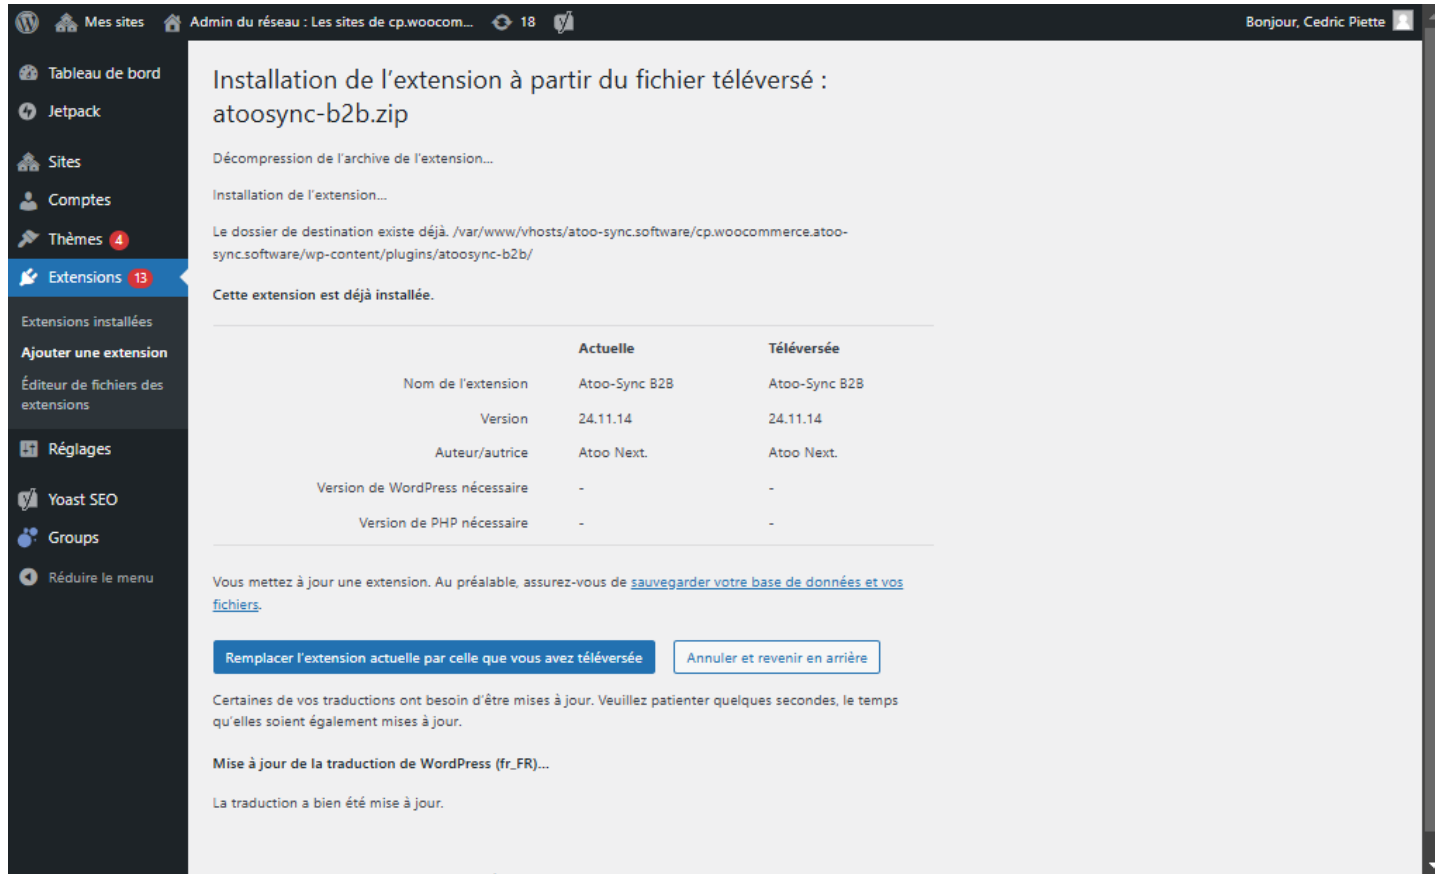 Mes sites
Admin du réseau : Les sites de cp.woocom...
18
Bonjour, Cedric Piette
Tableau de bord
Jetpack
Sites
Comptes
Thèmes 4
Extensions 13
Extensions installées
Ajouter une extension
Éditeur de fichiers des
extensions
Réglages
Yoast SEO
Groups
Réduire le menu
Installation de l’extension à partir du fichier téléversé :
atoosync-b2b.zip
Décompression de l’archive de l’extension…
Installation de l’extension…
Le dossier de destination existe déjà. /var/www/vhosts/atoo-sync.software/cp.woocommerce.atoo-
sync.software/wp-content/plugins/atoosync-b2b/
Cette extension est déjà installée.
Actuelle Téléversée
Nom de l’extension Atoo-Sync B2B Atoo-Sync B2B
Version 24.11.14 24.11.14
Auteur/autrice Atoo Next. Atoo Next.
Version de WordPress nécessaire - -
Version de PHP nécessaire - -
Vous mettez à jour une extension. Au préalable, assurez-vous de sauvegarder votre base de données et vos
fichiers.
Remplacer l’extension actuelle par celle que vous avez téléversée
Annuler et revenir en arrière
Certaines de vos traductions ont besoin d’être mises à jour. Veuillez patienter quelques secondes, le temps
qu’elles soient également mises à jour.
Mise à jour de la traduction de WordPress (fr_FR)…
La traduction a bien été mise à jour.